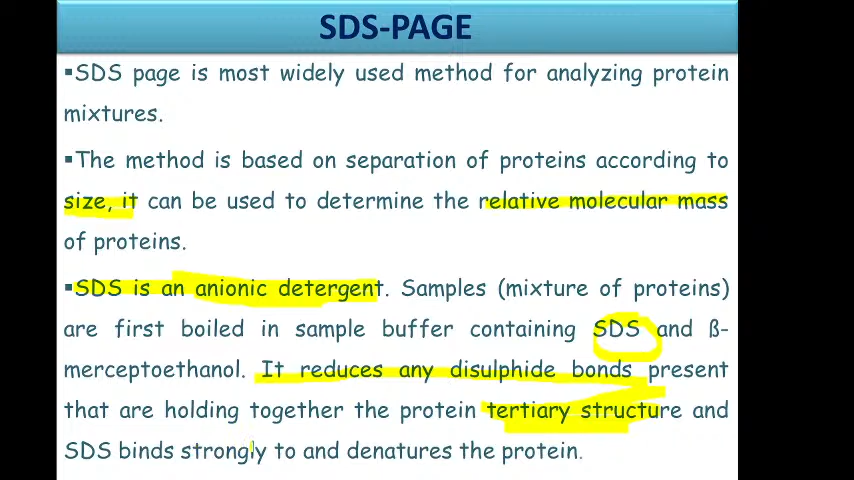 SDS-PAGE
▪SDS page is most widely used method for analyzing protein
mixtures.
▪The method is based on separation of proteins according to
size, it can be used to determine the relative molecular mass
of proteins.
▪SDS is an anionic detergent. Samples (mixture of proteins)
are first boiled in sample buffer containing SDS and ß-
merceptoethanol. It reduces any disulphide bonds present
that are holding together the protein tertiary structure and
SDS binds strongly to and denatures the protein.